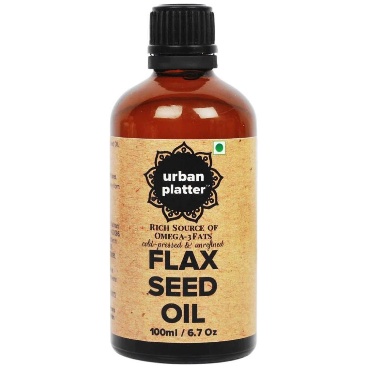 urban
platter
RICH SOURCE OF
OMEGA-3 FATS
cold-pressed & unrefined
FLAX
SEED
OIL
100ml / 6.7 Oz